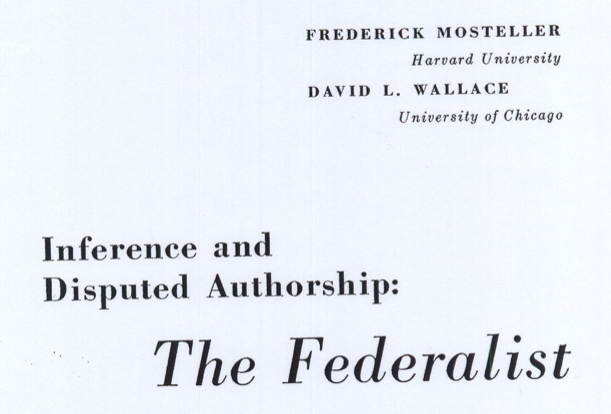 FREDERICK MOSTELLER
Harvard University
DAVID L. WALLACE
University of Chicago
Inference and
Disputed Authorship:
The Federalist